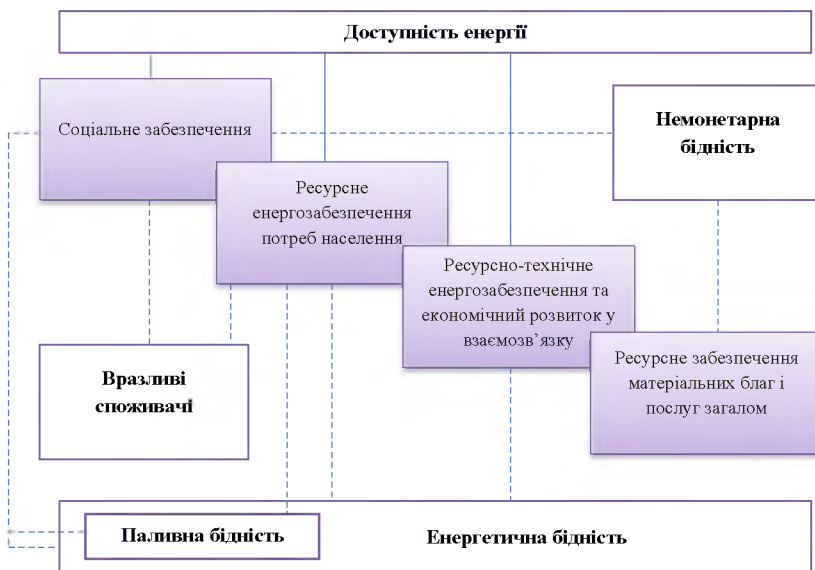 Доступність енергії
Соціальне забезпечення
Немонетарна
бідність
Ресурсне
енергозабезпечення
потреб населення
Ресурсно-технічне
енергозабезпечення та
економічний розвиток у
взаємозв’язку
Вразливі
споживачі
Ресурсне забезпечення
матеріальних благ і
послуг загалом
Паливна бідність
Енергетична бідність